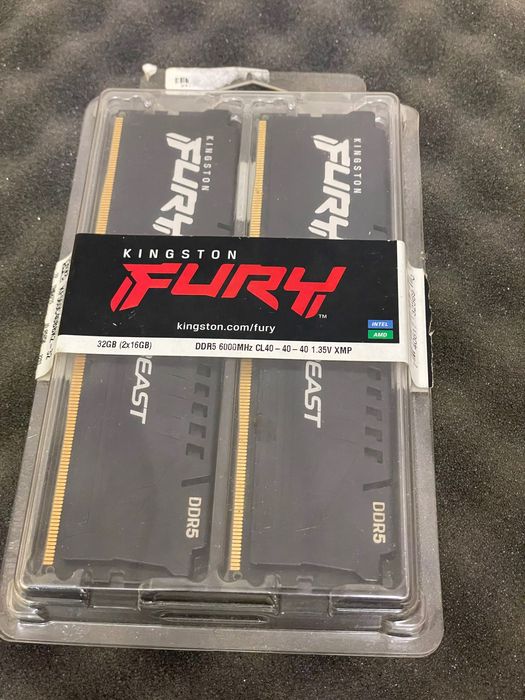 KINGSTON
FURY
KINGSTON
FURY
KINGSTON
FURY
TM
kingston.com/fury
INTEL
AMD
32GB (2x16GB)
DDR5 6000MHz CL40 - 40 - 40 1.35V XMP
EAST
EAST
DDR5
DDR5